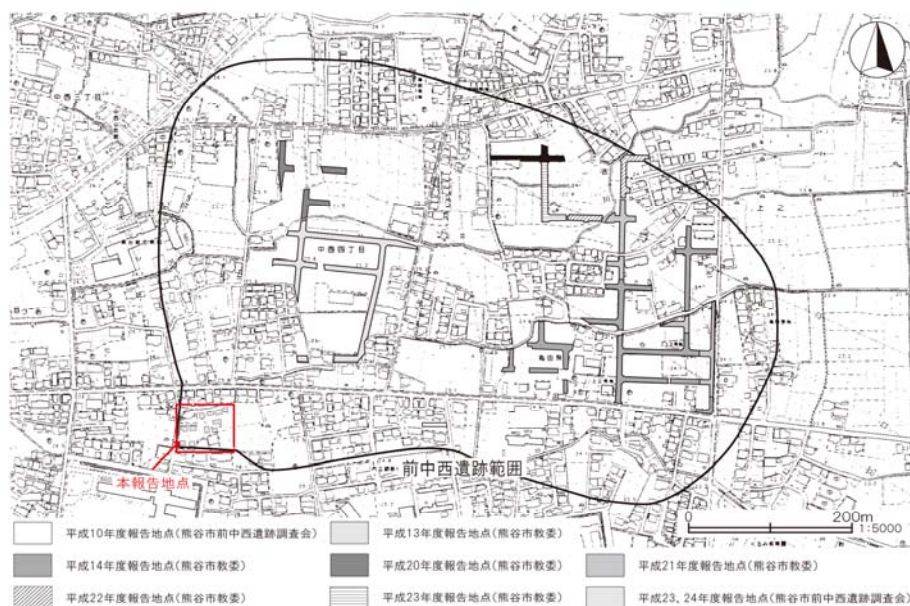 中西三丁目
上之
中西四丁目
前中西遺跡範囲
本報告地点
0 200m
1:5000
平成10年度報告地点(熊谷市前中西遺跡調査会)
平成13年度報告地点(熊谷市教委)
平成14年度報告地点(熊谷市教委)
平成20年度報告地点(熊谷市教委)
平成21年度報告地点(熊谷市教委)
平成22年度報告地点(熊谷市教委)
平成23年度報告地点(熊谷市教委)
平成23、24年度報告地点(熊谷市前中西遺跡調査会)